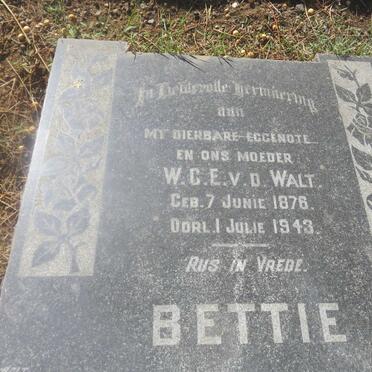 In Liefdevolle Herinnering
aan
MY DIERBARE EGGENOTE
EN ONS MOEDER
W.C.E. V.D. WALT.
GEB. 7 JUNIE 1876.
OORL. 1 JULIE 1943.
RUS IN VREDE.
BETTIE